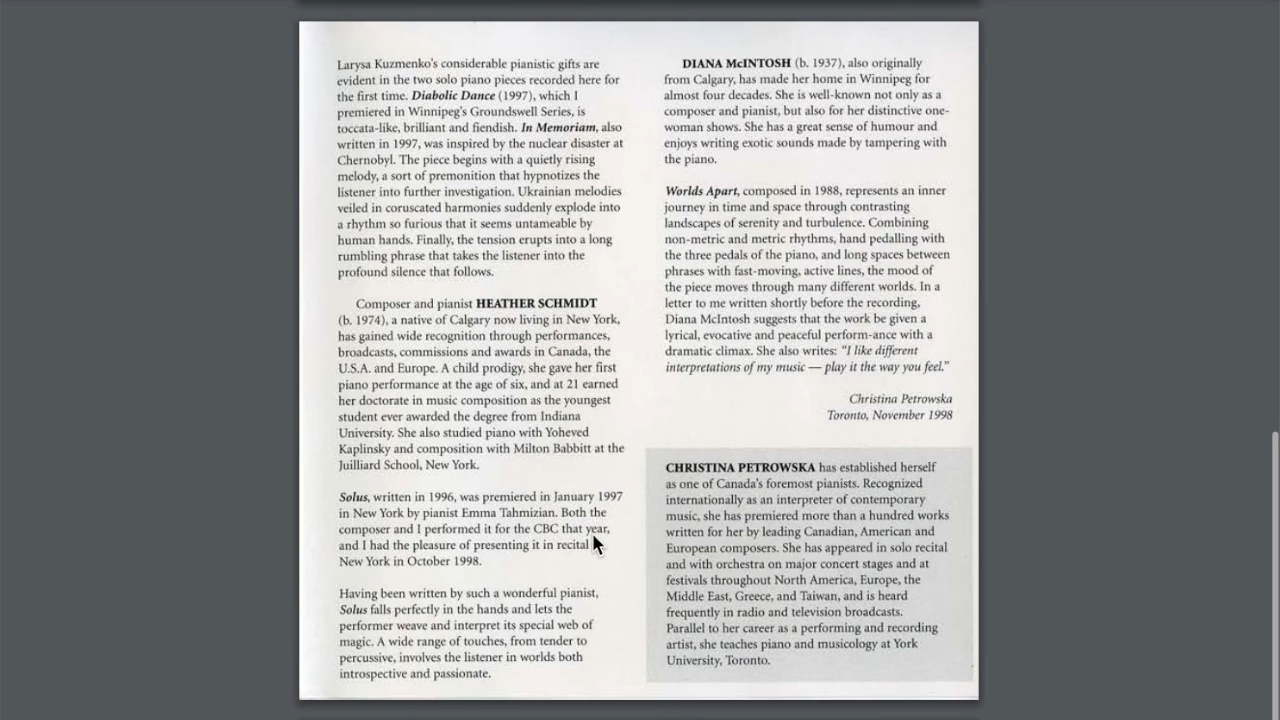 Larysa Kuzmenko's considerable pianistic gifts are
evident in the two solo piano pieces recorded here for
the first time. Diabolic Dance (1997), which I
premiered in Winnipeg's Groundswell Series, is
toccata-like, brilliant and fiendish. In Memoriam, also
written in 1997, was inspired by the nuclear disaster at
Chernobyl. The piece begins with a quietly rising
melody, a sort of premonition that hypnotizes the
listener into further investigation. Ukrainian melodies
veiled in coruscated harmonies suddenly explode into
a rhythm so furious that it seems untameable by
human hands. Finally, the tension erupts into a long
rumbling phrase that takes the listener into the
profound silence that follows.
Composer and pianist HEATHER SCHMIDT
(b. 1974), a native of Calgary now living in New York,
has gained wide recognition through performances,
broadcasts, commissions and awards in Canada, the
U.S.A. and Europe. A child prodigy, she gave her first
piano performance at the age of six, and at 21 earned
her doctorate in music composition as the youngest
student ever awarded the degree from Indiana
University. She also studied piano with Yoheved
Kaplinsky and composition with Milton Babbitt at the
Juilliard School, New York.
Solus, written in 1996, was premiered in January 1997
in New York by pianist Emma Tahmizian. Both the
composer and I performed it for the CBC that year,
and I had the pleasure of presenting it in recital
New York in October 1998.
Having been written by such a wonderful pianist,
Solus falls perfectly in the hands and lets the
performer weave and interpret its special web of
magic. A wide range of touches, from tender to
percussive, involves the listener in worlds both
introspective and passionate.
DIANA McINTOSH (b. 1937), also originally
from Calgary, has made her home in Winnipeg for
almost four decades. She is well-known not only as a
composer and pianist, but also for her distinctive one-
woman shows. She has a great sense of humour and
enjoys writing exotic sounds made by tampering with
the piano.
Worlds Apart, composed in 1988, represents an inner
journey in time and space through contrasting
landscapes of serenity and turbulence. Combining
non-metric and metric rhythms, hand pedalling with
the three pedals of the piano, and long spaces between
phrases with fast-moving, active lines, the mood of
the piece moves through many different worlds. In a
letter to me written shortly before the recording,
Diana McIntosh suggests that the work be given a
lyrical, evocative and peaceful perform-ance with a
dramatic climax. She also writes: "I like different
interpretations of my music — play it the way you feel."
Christina Petrowska
Toronto, November 1998
CHRISTINA PETROWSKA has established herself
as one of Canada's foremost pianists. Recognized
internationally as an interpreter of contemporary
music, she has premiered more than a hundred works
written for her by leading Canadian, American and
European composers. She has appeared in solo recital
and with orchestra on major concert stages and at
festivals throughout North America, Europe, the
Middle East, Greece, and Taiwan, and is heard
frequently in radio and television broadcasts.
Parallel to her career as a performing and recording
artist, she teaches piano and musicology at York
University, Toronto.